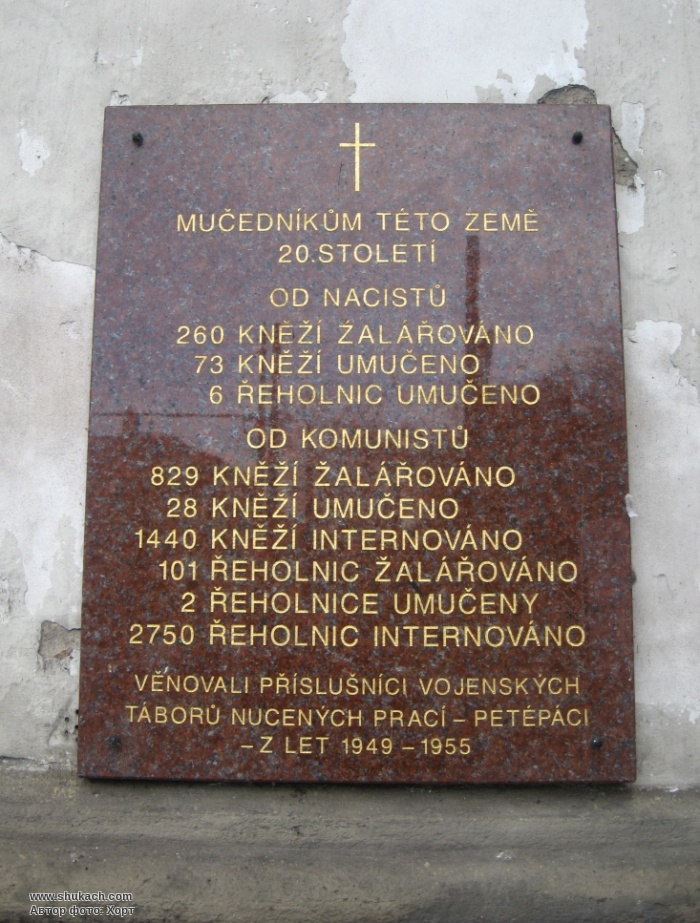 MUČEDNÍKŮM TÉTO ZEMĚ
20.STOLETÍ
OD NACISTŮ
260 KNĚŽÍ ŽALÁŘOVÁNO
73 KNĚŽÍ UMUČENO
6 ŘEHOLNIC UMUČENO
OD KOMUNISTŮ
829 KNĚŽÍ ŽALÁŘOVÁNO
28 KNĚŽÍ UMUČENO
1440 KNĚŽÍ INTERNOVÁNO
101 ŘEHOLNIC ŽALÁŘOVÁNO
2 ŘEHOLNICE UMUČENY
2750 ŘEHOLNIC INTERNOVÁNO
VĚNOVALI PŘÍSLUŠNÍCI VOJENSKÝCH
TÁBORŮ NUCENÝCH PRACÍ – PETÉPÁCI
– Z LET 1949 – 1955
www.shukach.com
Автор фото: Хорт